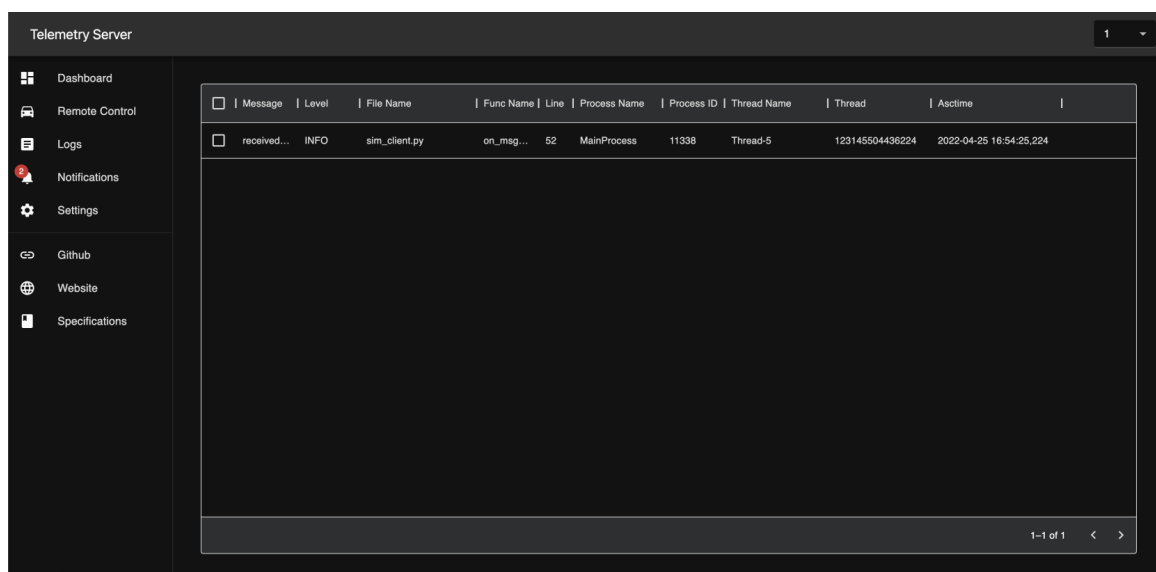 Telemetry Server
1
Dashboard
Remote Control
Logs
2
Notifications
Settings
Github
Website
Specifications
Message Level File Name Func Name Line Process Name Process ID Thread Name Thread Asctime
received... INFO sim_client.py on_msg... 52 MainProcess 11338 Thread-5 123145504436224 2022-04-25 16:54:25,224
1–1 of 1